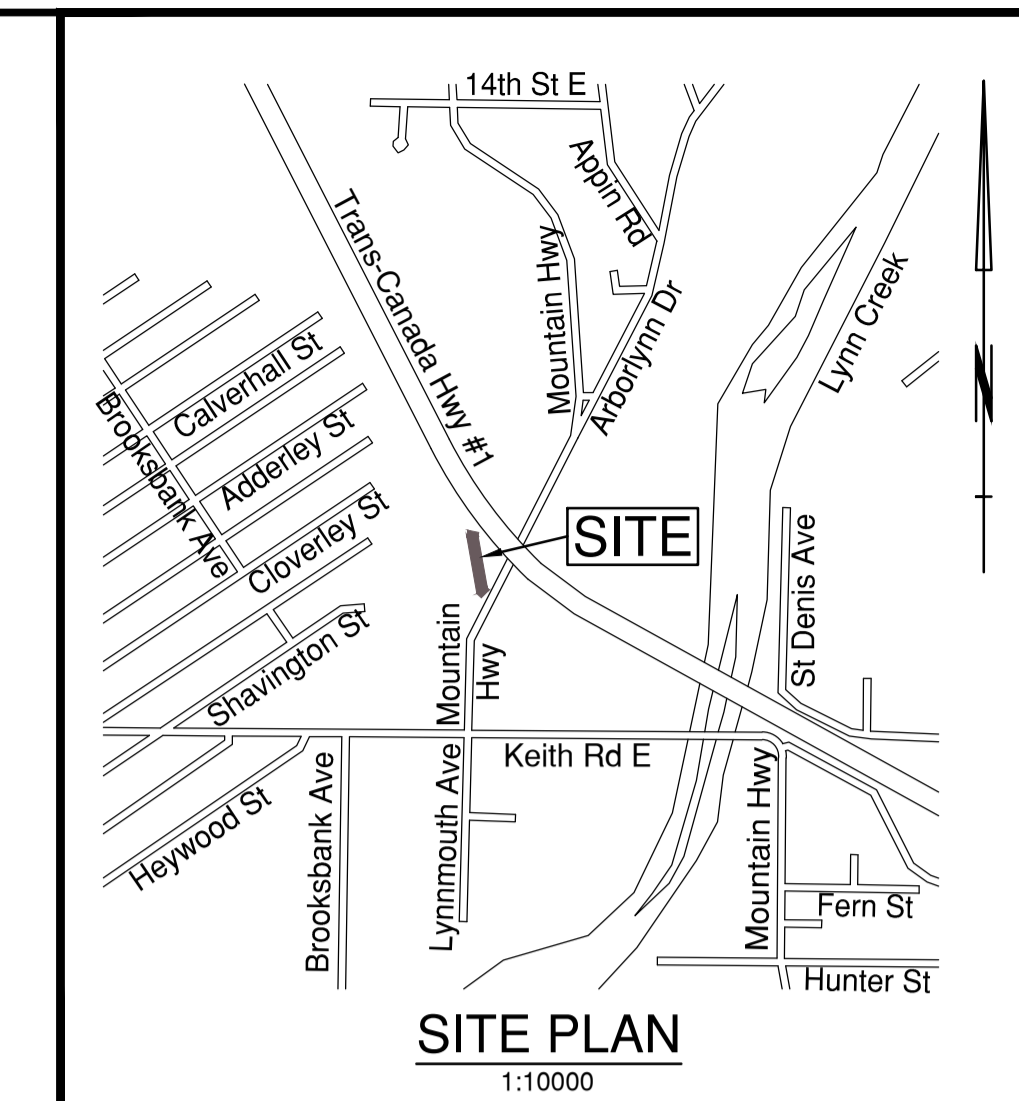 14th St E
Appin Rd
Trans-Canada Hwy #1
Mountain Hwy
Arborlynn Dr
Lynn Creek
N
Calverhall St
Brooksbank Ave
Adderley St
Cloverley St
SITE
St Denis Ave
Shavington St
Mountain
Hwy
Keith Rd E
Heywood St
Brooksbank Ave
Lynnmouth Ave
Mountain Hwy
Fern St
Hunter St
SITE PLAN
1:10000